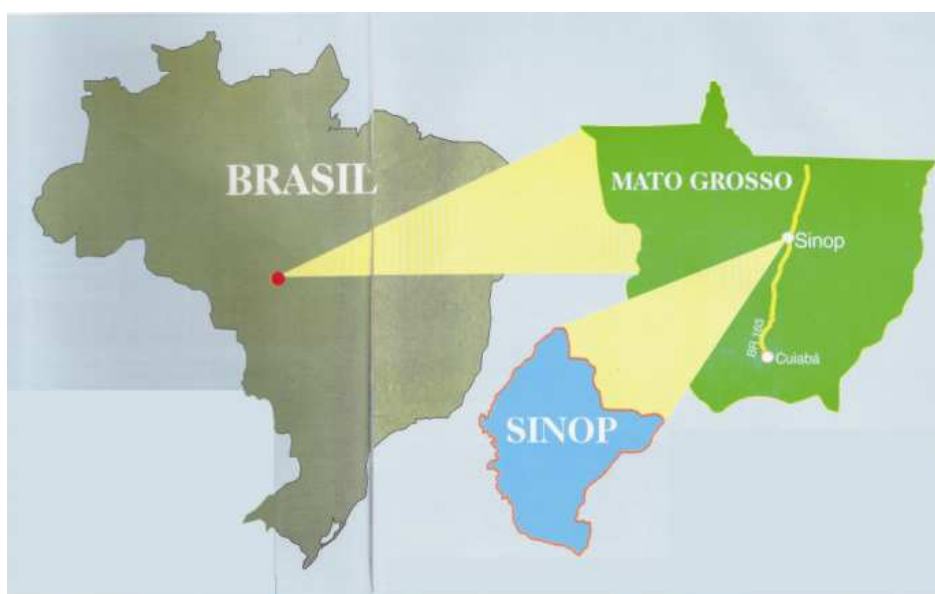 BRASIL
MATO GROSSO
Sinop
BR 163
Cuiabá
SINOP